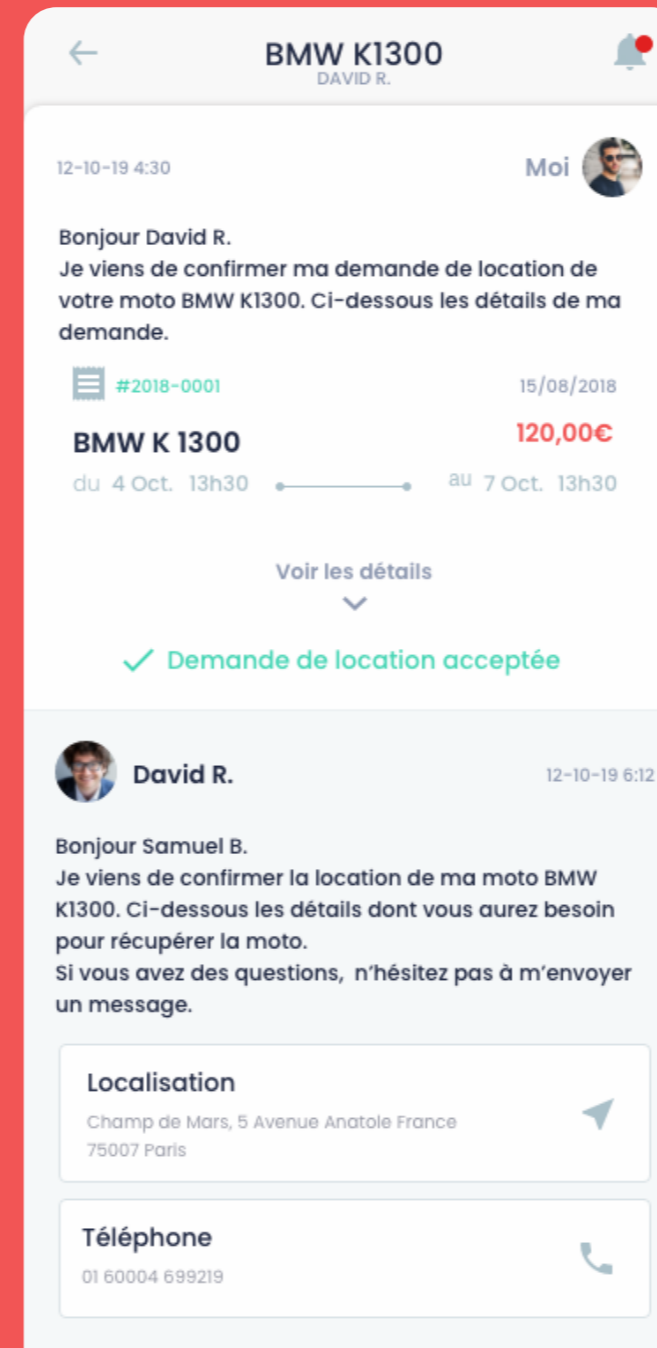 BMW K1300
DAVID R.
12-10-19 4:30
Moi
Bonjour David R.
Je viens de confirmer ma demande de location de
votre moto BMW K1300. Ci-dessous les détails de ma
demande.
#2018-0001
15/08/2018
BMW K 1300
120,00€
du 4 Oct. 13h30
au 7 Oct. 13h30
Voir les détails
Demande de location acceptée
David R.
12-10-19 6:12
Bonjour Samuel B.
Je viens de confirmer la location de ma moto BMW
K1300. Ci-dessous les détails dont vous aurez besoin
pour récupérer la moto.
Si vous avez des questions, n'hésitez pas à m'envoyer
un message.
Localisation
Champ de Mars, 5 Avenue Anatole France
75007 Paris
Téléphone
01 60004 699219